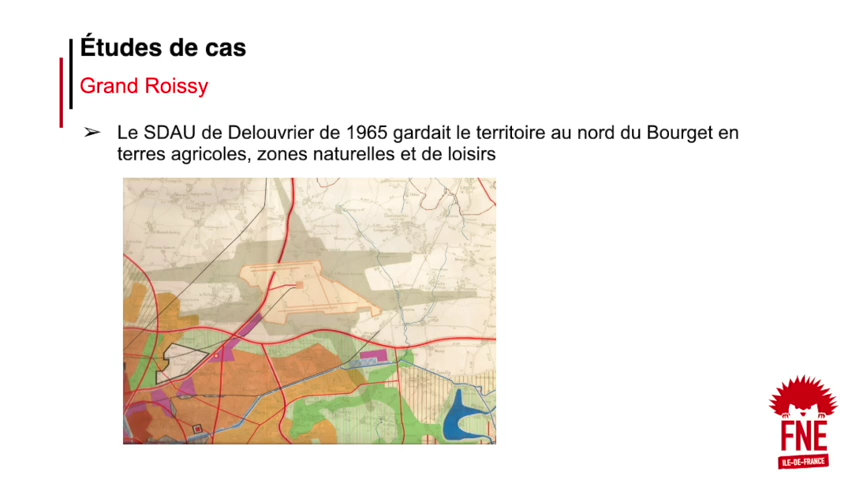 Études de cas
Grand Roissy
➢ Le SDAU de Delouvrier de 1965 gardait le territoire au nord du Bourget en
terres agricoles, zones naturelles et de loisirs
FNE
ILE-DE-FRANCE